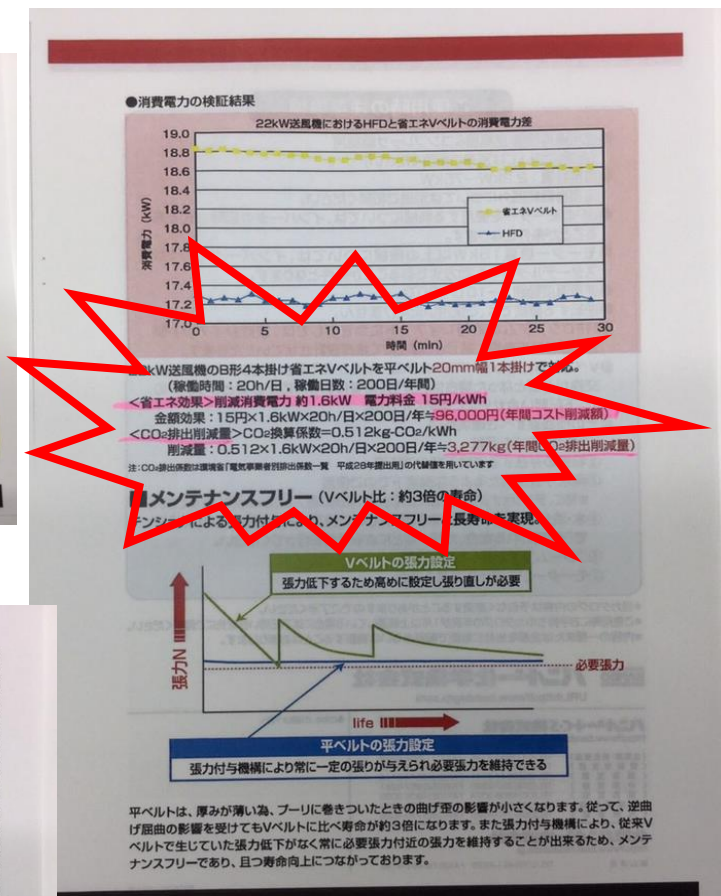 ●消費電力の検証結果
22kW送風機におけるHFDと省エネVベルトの消費電力差
19.0
18.8
18.6
18.4
18.2
18.0
17.8
17.6
17.4
17.2
17.0
消費電力 (kW)
省エネVベルト
HFD
0 5 10 15 20 25 30
時間 (min)
kW送風機のB形4本掛け省エネVベルトを平ベルト20mm幅1本掛けで対応。
(稼働時間：20h/日，稼働日数：200日/年間)
<省エネ効果>削減消費電力 約1.6kW 電力料金 15円/kWh
金額効果：15円×1.6kW×20h/日×200日/年≒96,000円(年間コスト削減額)
<CO₂排出削減量>CO₂換算係数=0.512kg-CO₂/kWh
削減量：0.512×1.6kW×20h/日×200日/年≒3,277kg(年間CO₂排出削減量)
注：CO₂排出係数は環境省「電気事業者別排出係数一覧 平成28年提出用」の代替値を用いています
■メンテナンスフリー（Vベルト比：約3倍の寿命）
テンショナによる張力付与により、メンテナンスフリーと長寿命を実現。
Vベルトの張力設定
張力低下するため高めに設定し張り直しが必要
張力N
必要張力
life
平ベルトの張力設定
張力付与機構により常に一定の張りが与えられ必要張力を維持できる
平ベルトは、厚みが薄い為、プーリに巻きついたときの曲げ歪の影響が小さくなります。従って、逆曲
げ屈曲の影響を受けてもVベルトに比べ寿命が約3倍になります。また張力付与機構により、従来V
ベルトで生じていた張力低下がなく常に必要張力付近の張力を維持することが出来るため、メンテ
ナンスフリーであり、且つ寿命向上につながっております。